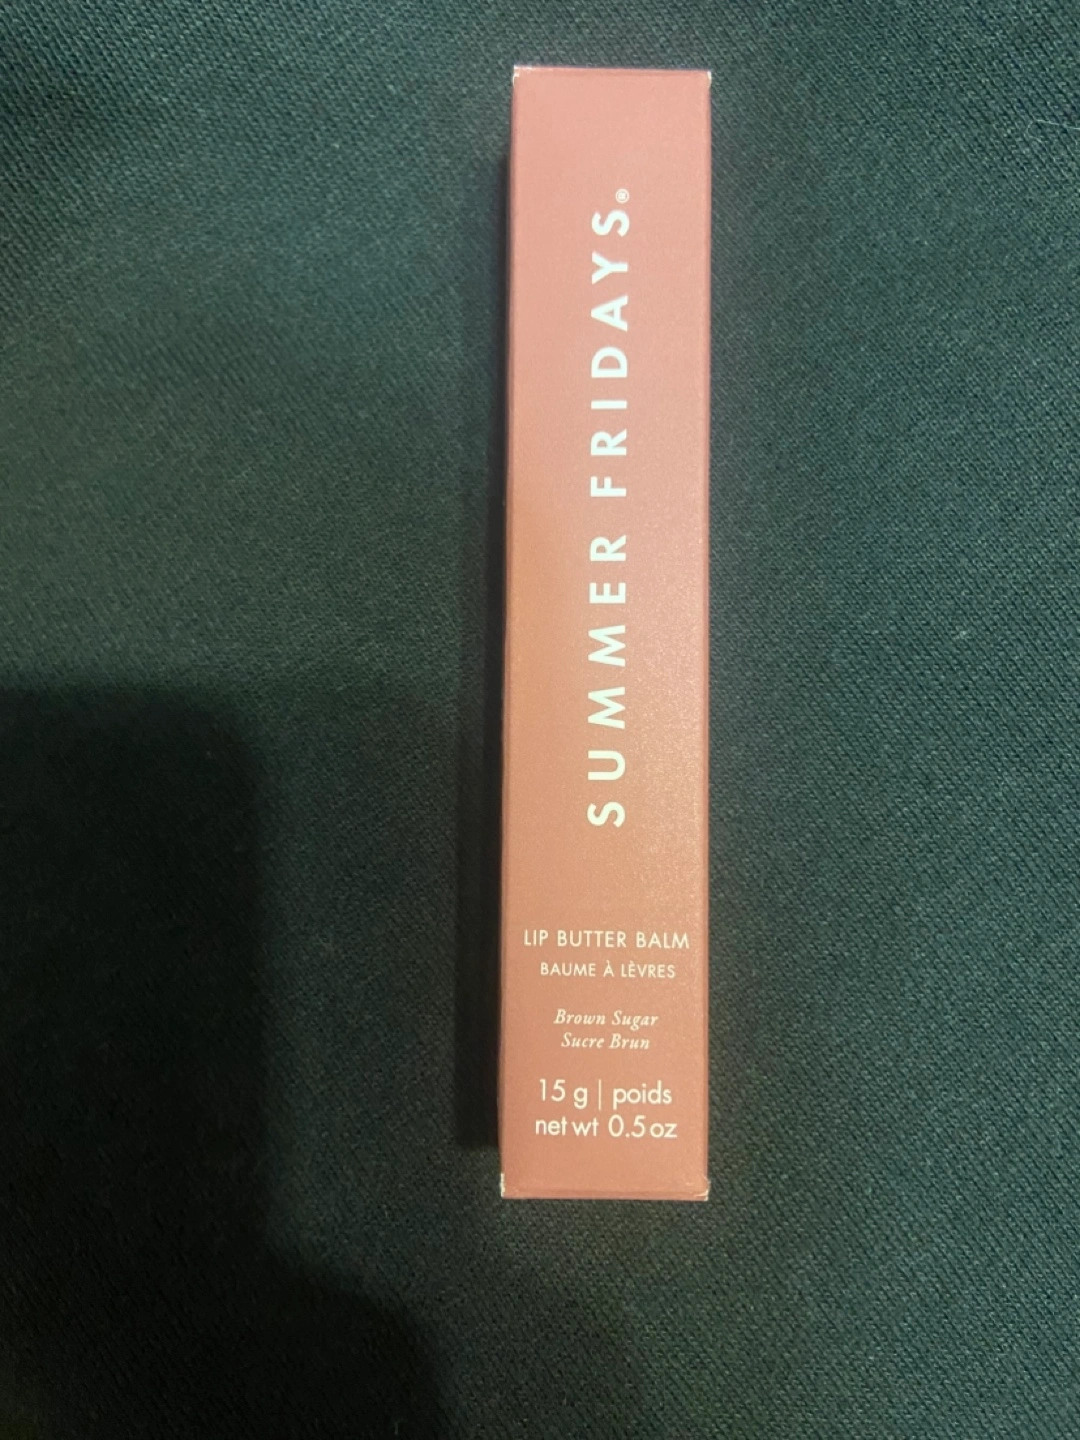 SUMMER FRIDAYS.®
LIP BUTTER BALM
BAUME À LÈVRES
Brown Sugar
Sucre Brun
15 g | poids
net wt 0.5 oz